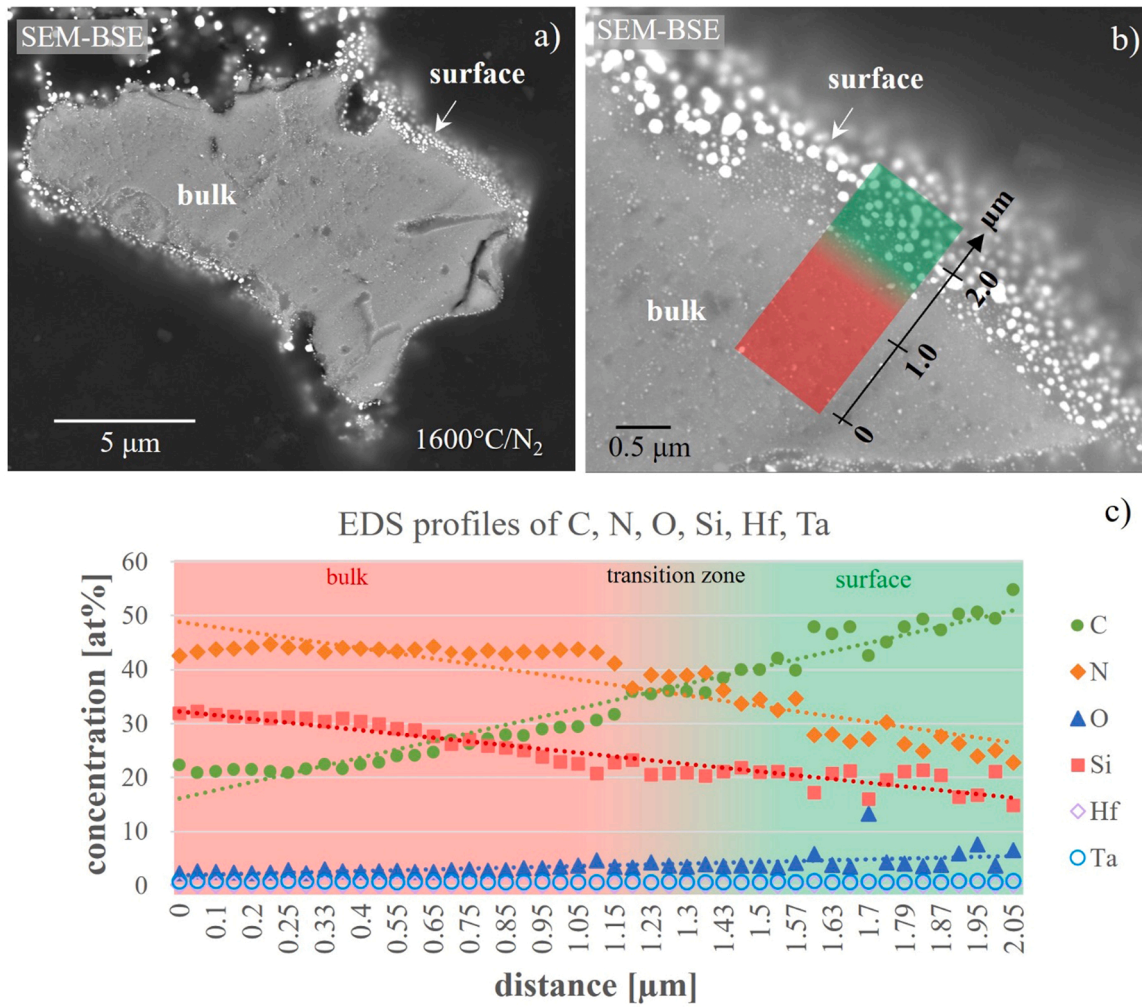 SEM-BSE
a)
surface
bulk
5 µm
1600°C/N₂
SEM-BSE
b)
surface
bulk
µm
2.0
1.0
0
0.5 µm
c)
EDS profiles of C, N, O, Si, Hf, Ta
concentration [at%]
60
50
40
30
20
10
0
bulk
transition zone
surface
C
N
O
Si
Hf
Ta
0 0.1 0.2 0.25 0.33 0.4 0.55 0.65 0.75 0.85 0.95 1.05 1.15 1.23 1.3 1.43 1.5 1.57 1.63 1.7 1.79 1.87 1.95 2.05
distance [µm]